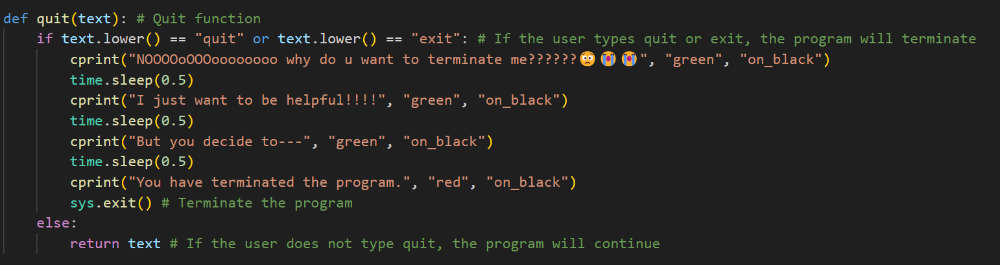 def quit(text): # Quit function
    if text.lower() == "quit" or text.lower() == "exit": # If the user types quit or exit, the program will terminate
        cprint("NOOOOoOOOoooooooo why do u want to terminate me??????😳😭😭", "green", "on_black")
        time.sleep(0.5)
        cprint("I just want to be helpful!!!!", "green", "on_black")
        time.sleep(0.5)
        cprint("But you decide to---", "green", "on_black")
        time.sleep(0.5)
        cprint("You have terminated the program.", "red", "on_black")
        sys.exit() # Terminate the program
    else:
        return text # If the user does not type quit, the program will continue